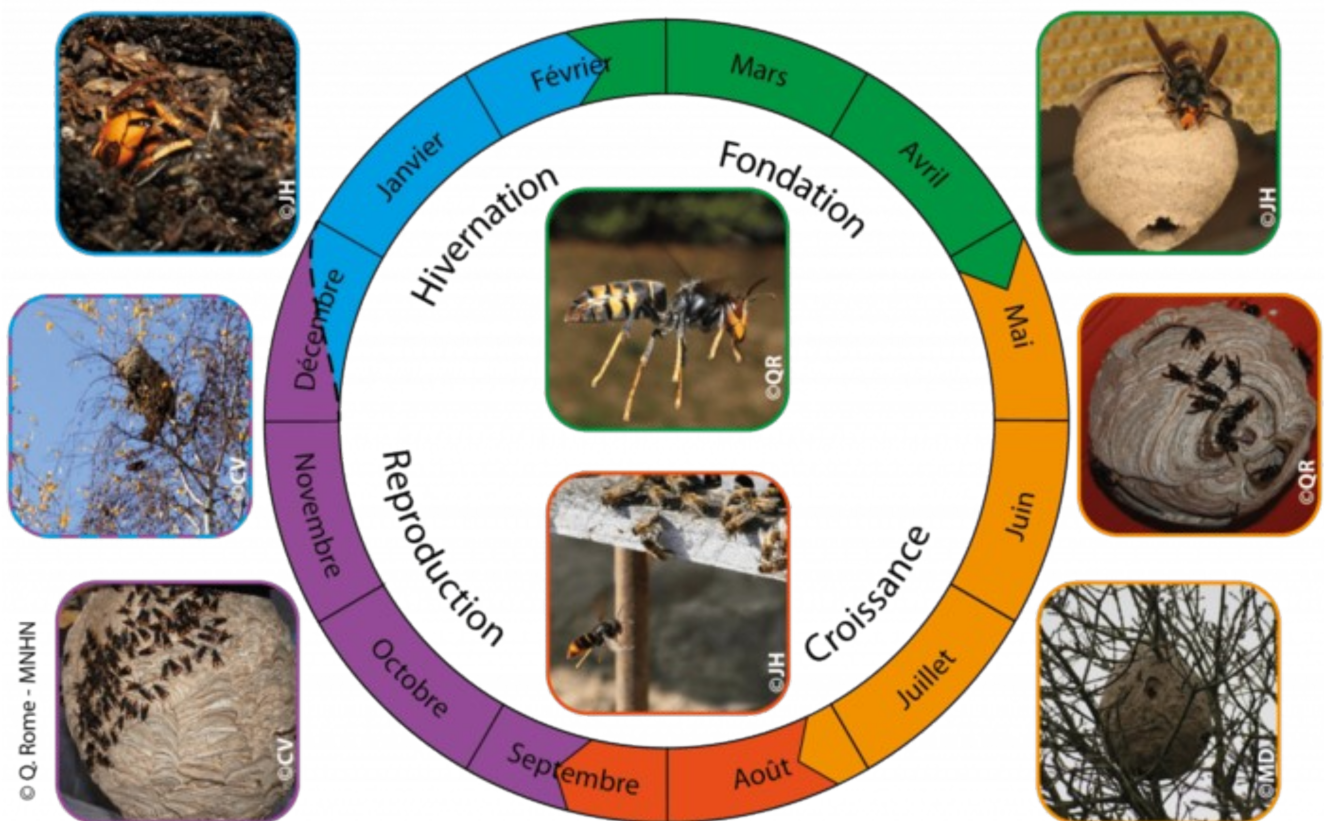 Janvier
Février
Mars
Avril
Mai
Juin
Juillet
Août
Septembre
Octobre
Novembre
Décembre
Hivernation
Fondation
Croissance
Reproduction
©JH
©CV
©CV
©QR
©JH
©JH
©QR
©MDJ
© Q. Rome - MNHN